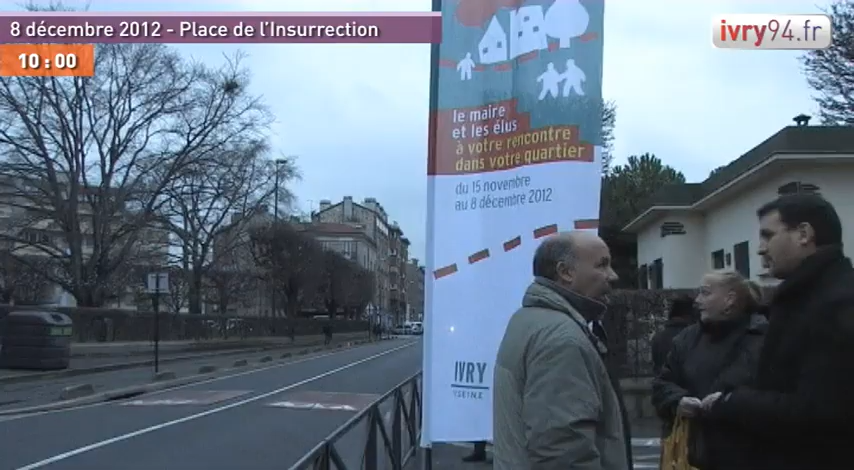 8 décembre 2012 - Place de l'Insurrection
10 : 00
ivry94.fr
le maire
et les élus
à votre rencontre
dans votre quartier
du 15 novembre
au 8 décembre 2012
IVRY